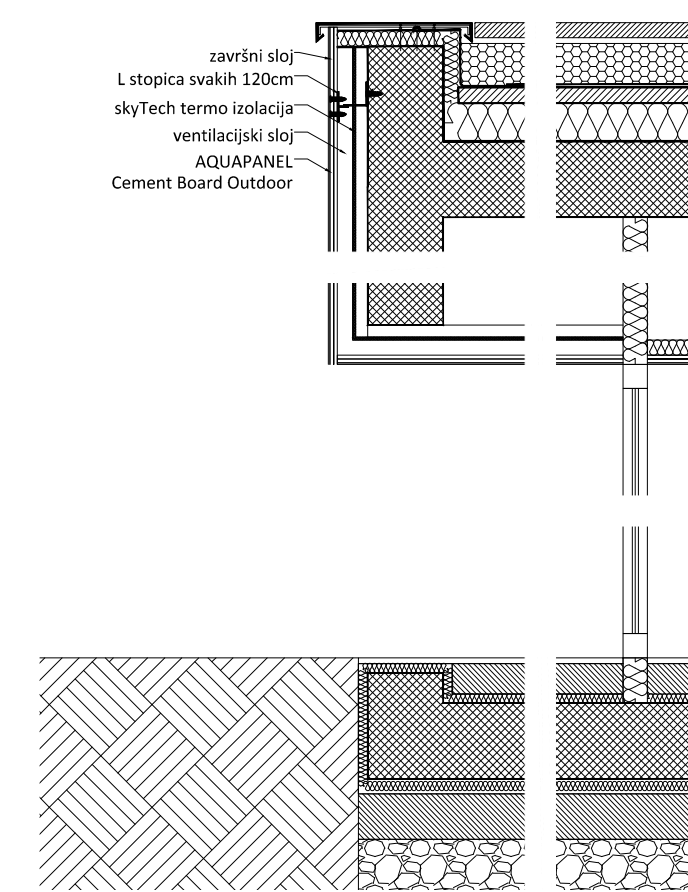 završni sloj
L stopica svakih 120cm
skyTech termo izolacija
ventilacijski sloj
AQUAPANEL
Cement Board Outdoor